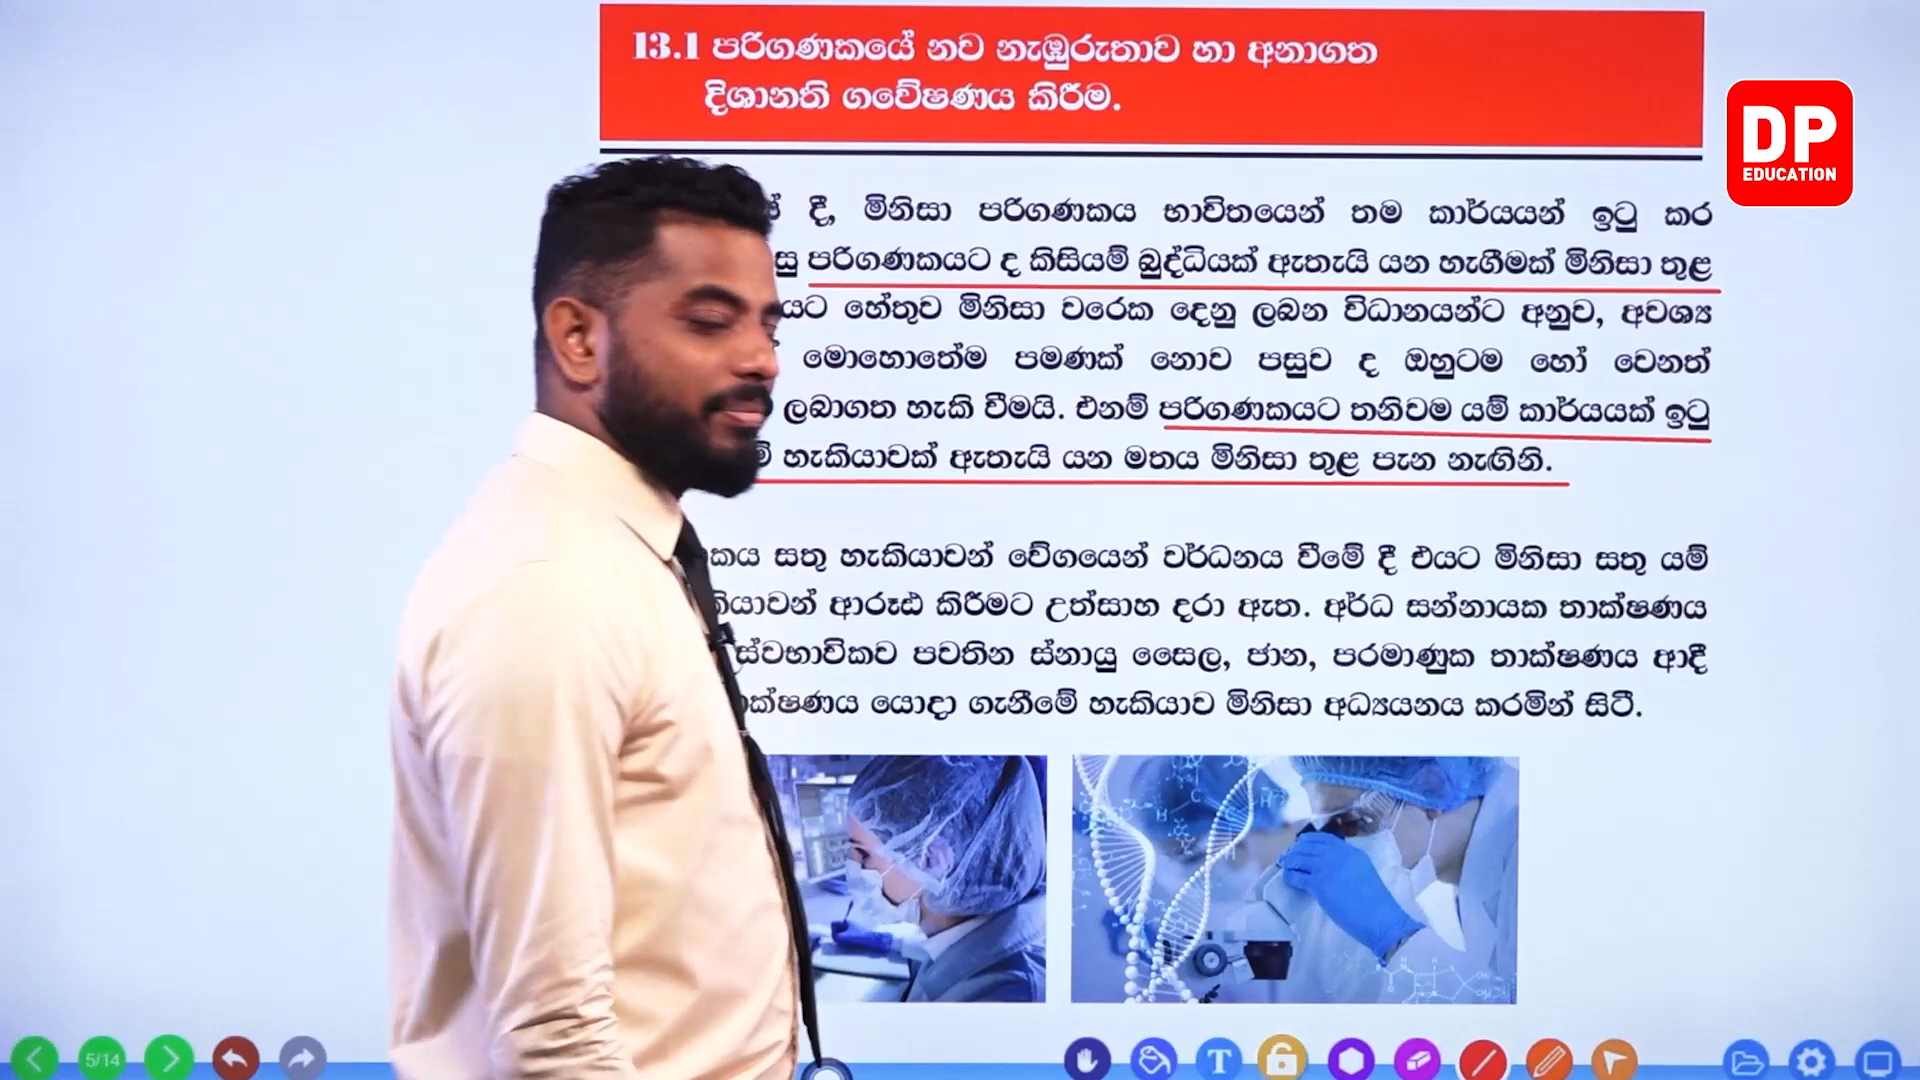 13.1 පරිගණකයේ නව නැඹුරුතාව හා අනාගත
දිශානති ගවේෂණය කිරීම.
DP
EDUCATION
දී, මිනිසා පරිගණකය භාවිතයෙන් තම කාර්යයන් ඉටු කර
පරිගණකයට ද කිසියම් බුද්ධියක් ඇතැයි යන හැඟීමක් මිනිසා තුළ
හේතුව මිනිසා වරෙක දෙනු ලබන විධානයන්ට අනුව, අවශ්‍ය
මොහොතේම පමණක් නොව පසුව ද ඔහුටම හෝ වෙනත්
ලබාගත හැකි වීමයි. එනම් පරිගණකයට තනිවම යම් කාර්යයක් ඉටු
හැකියාවක් ඇතැයි යන මතය මිනිසා තුළ පැන නැඟිනි.
සතු හැකියාවන් වේගයෙන් වර්ධනය වීමේ දී එයට මිනිසා සතු යම්
ආරූඪ කිරීමට උත්සාහ දරා ඇත. අර්ධ සන්නායක තාක්ෂණය
ස්වභාවිකව පවතින ස්නායු සෛල, ජාන, පරමාණුක තාක්ෂණය ආදී
යොදා ගැනීමේ හැකියාව මිනිසා අධ්‍යයනය කරමින් සිටී.
5/14